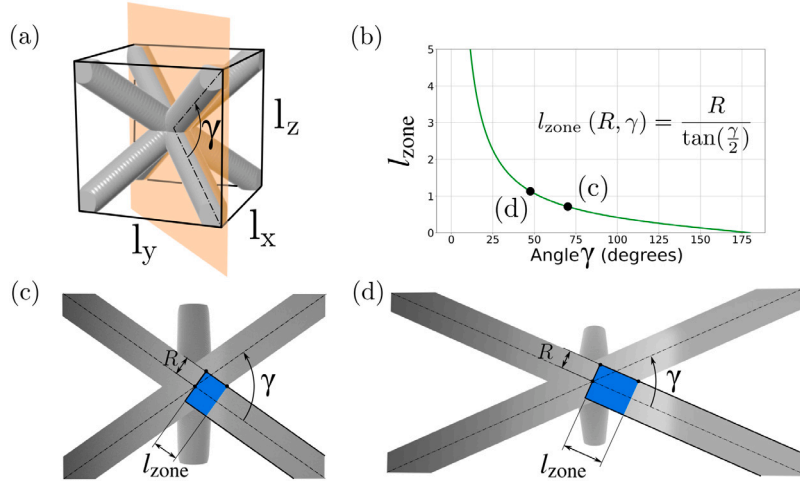 (a)
γ
l_z
l_x
l_y
(b)
5
4
3
2
1
0
l_zone
l_zone (R, γ) = R / tan(γ/2)
(c)
(d)
0 25 50 75 100 125 150 175
Angle γ (degrees)
(c)
R
γ
l_zone
(d)
R
γ
l_zone